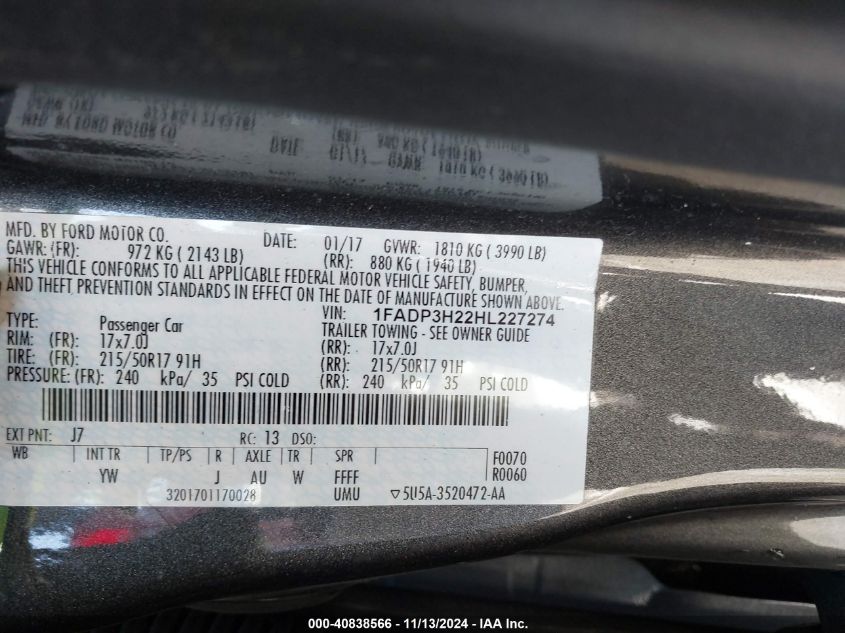 MFD. BY FORD MOTOR CO. DATE: 01/17 GVWR: 1810 KG ( 3990 LB)
GAWR: (FR): 972 KG ( 2143 LB) (RR): 880 KG ( 1940 LB)
THIS VEHICLE CONFORMS TO ALL APPLICABLE FEDERAL MOTOR VEHICLE SAFETY, BUMPER,
AND THEFT PREVENTION STANDARDS IN EFFECT ON THE DATE OF MANUFACTURE SHOWN ABOVE.
VIN: 1FADP3H22HL227274
TYPE: Passenger Car TRAILER TOWING - SEE OWNER GUIDE
RIM: (FR): 17x7.0J (RR): 17x7.0J
TIRE: (FR): 215/50R17 91H (RR): 215/50R17 91H
PRESSURE: (FR): 240 kPa/ 35 PSI COLD (RR): 240 kPa/ 35 PSI COLD
EXT PNT: J7 RC: 13 DSO:
WB INT TR TP/PS R AXLE TR SPR F0070
YW J AU W FFFF R0060
3201701170028 UMU ▽5U5A-3520472-AA
000-40838566 - 11/13/2024 - IAA Inc.